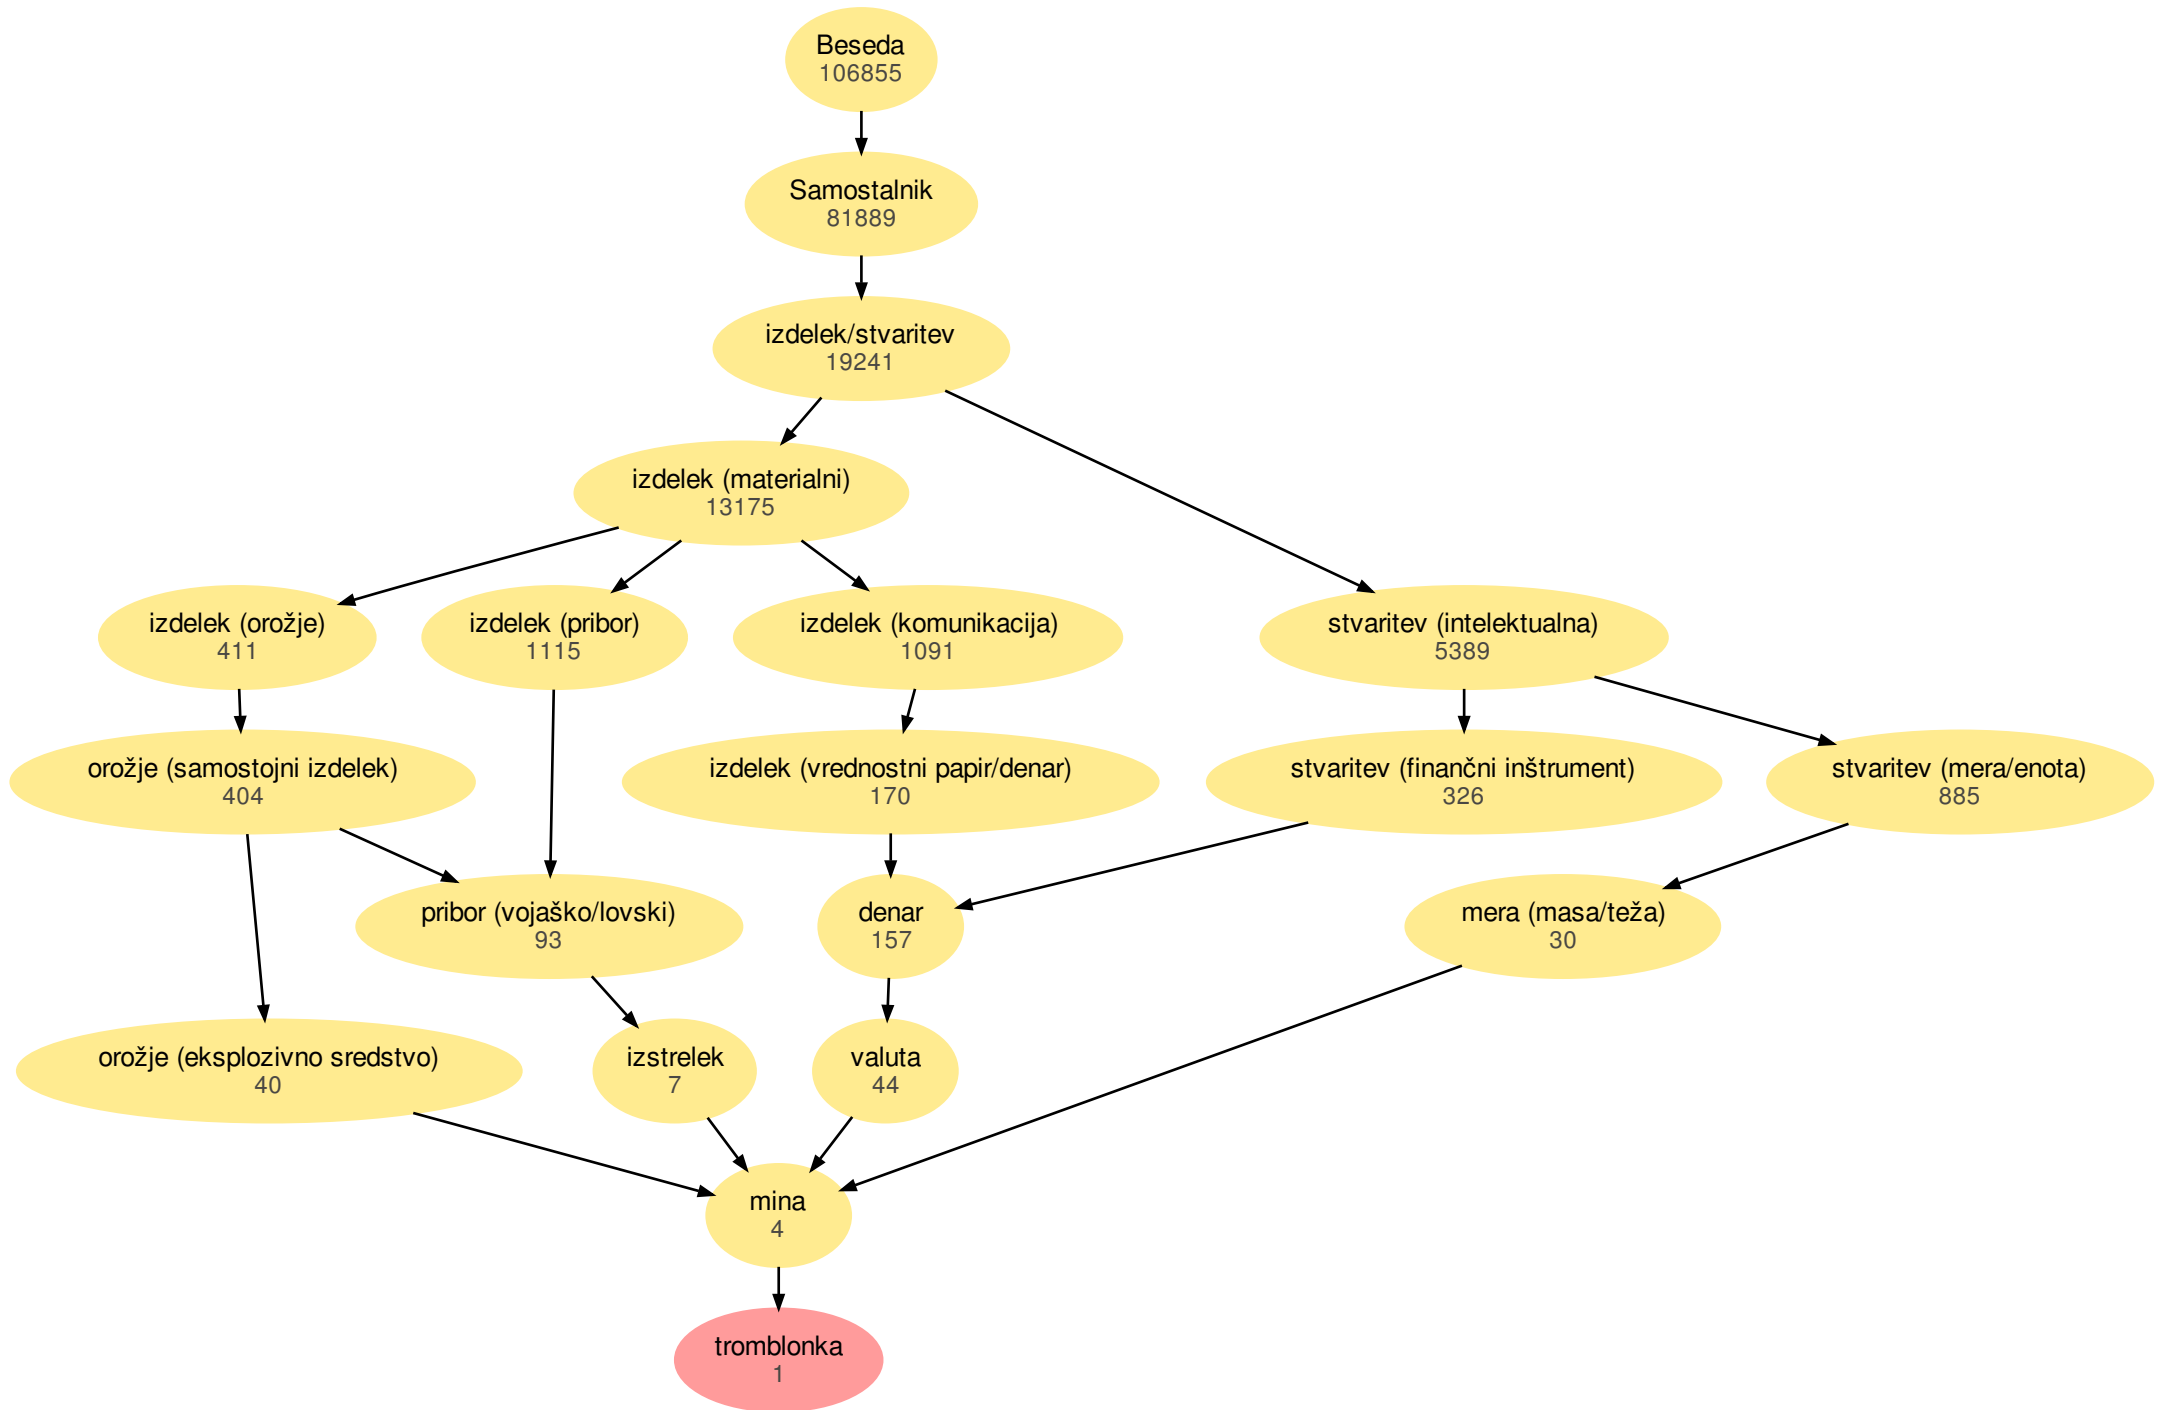 Beseda
106855
Samostalnik
81889
izdelek/stvaritev
19241
izdelek (materialni)
13175
izdelek (orožje)
411
izdelek (pribor)
1115
izdelek (komunikacija)
1091
stvaritev (intelektualna)
5389
orožje (samostojni izdelek)
404
izdelek (vrednostni papir/denar)
170
stvaritev (finančni inštrument)
326
stvaritev (mera/enota)
885
pribor (vojaško/lovski)
93
denar
157
mera (masa/teža)
30
orožje (eksplozivno sredstvo)
40
izstrelek
7
valuta
44
mina
4
tromblonka
1